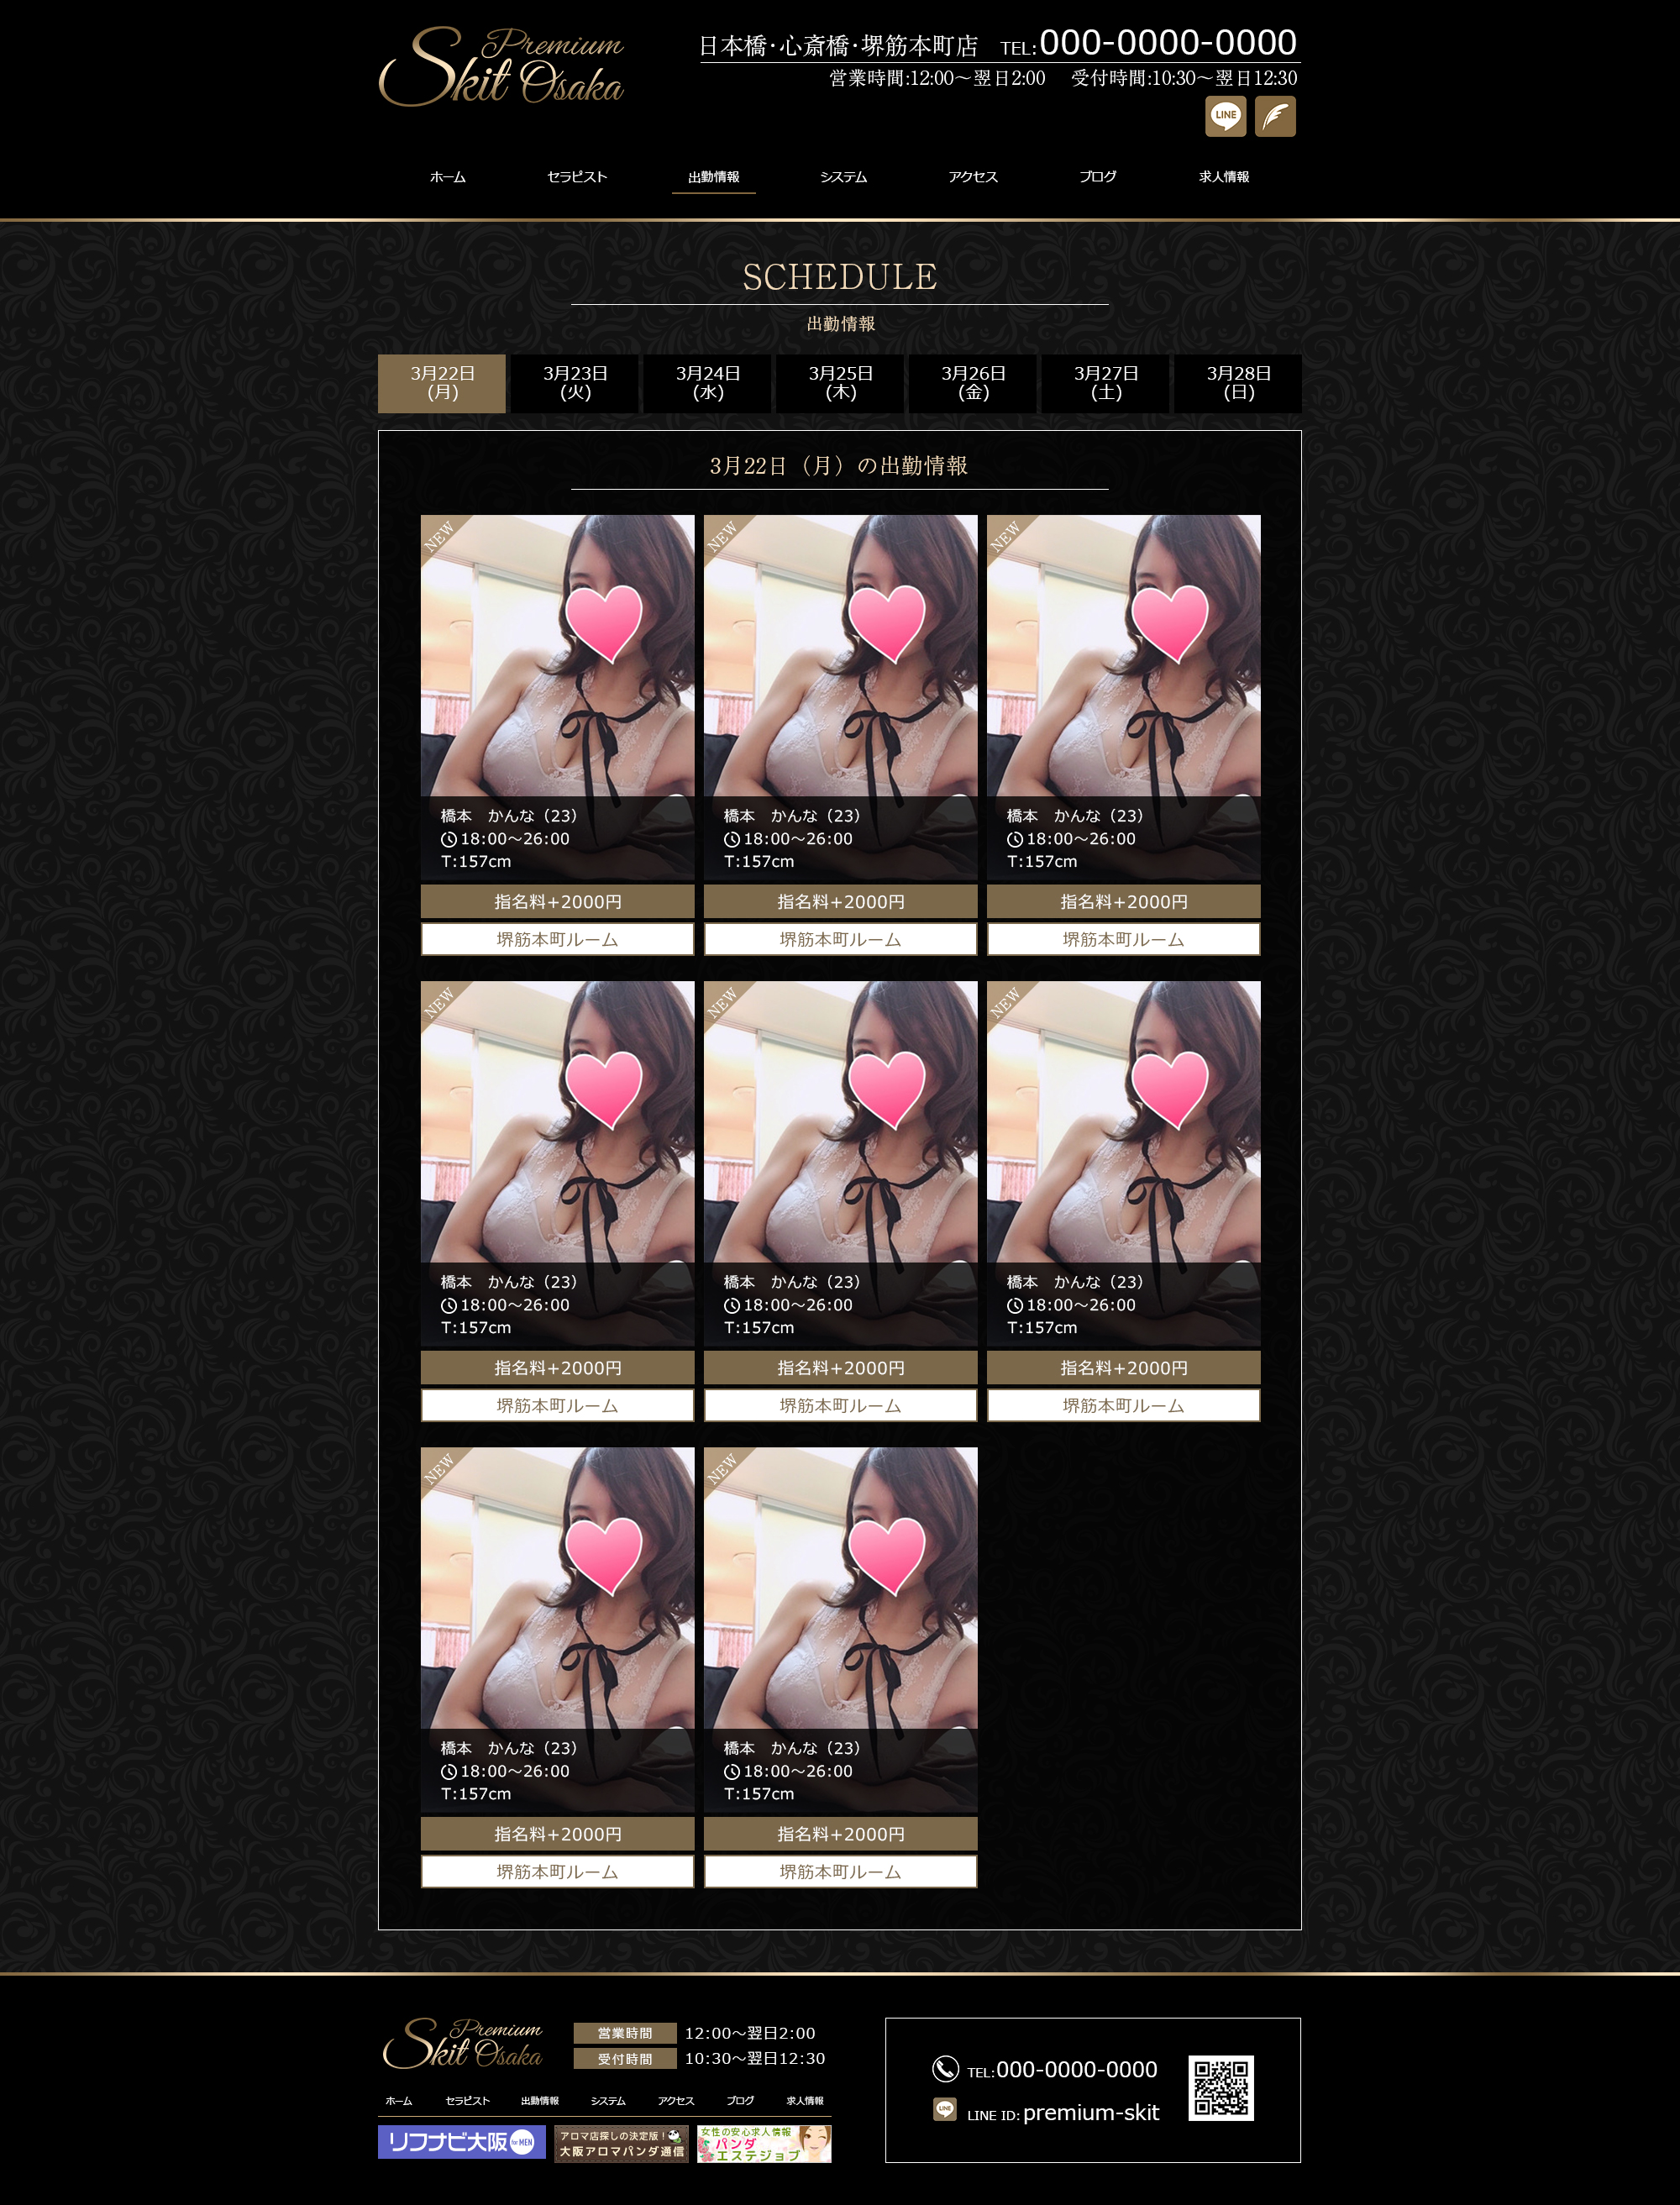 Premium
Skit Osaka
日本橋･心斎橋･堺筋本町店 TEL:000-0000-0000
営業時間:12:00～翌日2:00 受付時間:10:30～翌日12:30
LINE
ホーム セラピスト 出勤情報 システム アクセス ブログ 求人情報
SCHEDULE
出勤情報
3月22日 3月23日 3月24日 3月25日 3月26日 3月27日 3月28日
(月) (火) (水) (木) (金) (土) (日)
3月22日（月）の出勤情報
NEW NEW NEW
橋本　かんな（23） 橋本　かんな（23） 橋本　かんな（23）
18:00～26:00 18:00～26:00 18:00～26:00
T:157cm T:157cm T:157cm
指名料+2000円 指名料+2000円 指名料+2000円
堺筋本町ルーム 堺筋本町ルーム 堺筋本町ルーム
NEW NEW NEW
橋本　かんな（23） 橋本　かんな（23） 橋本　かんな（23）
18:00～26:00 18:00～26:00 18:00～26:00
T:157cm T:157cm T:157cm
指名料+2000円 指名料+2000円 指名料+2000円
堺筋本町ルーム 堺筋本町ルーム 堺筋本町ルーム
NEW NEW
橋本　かんな（23） 橋本　かんな（23）
18:00～26:00 18:00～26:00
T:157cm T:157cm
指名料+2000円 指名料+2000円
堺筋本町ルーム 堺筋本町ルーム
Premium
Skit Osaka
営業時間 12:00～翌日2:00
受付時間 10:30～翌日12:30
ホーム セラピスト 出勤情報 システム アクセス ブログ 求人情報
リフナビ大阪 for MEN
アロマ店探しの決定版！
大阪アロマパンダ通信
女性の安心求人情報
パンダ
エステジョブ
TEL:000-0000-0000
LINE LINE ID:premium-skit